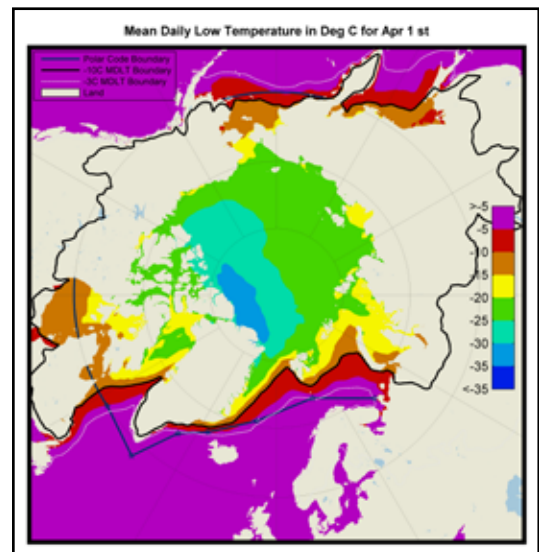 Mean Daily Low Temperature in Deg C for Apr 1 st
Polar Code Boundary
-10C MDLT Boundary
-3C MDLT Boundary
Land
>-5
-5
-10
-15
-20
-25
-30
-35
<-35